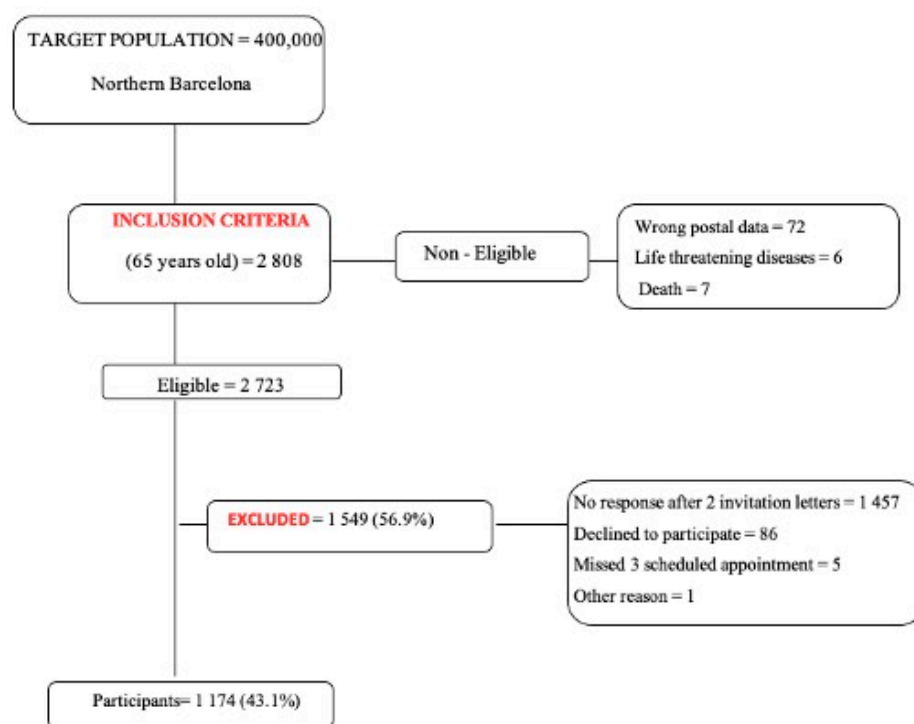 TARGET POPULATION = 400,000
Northern Barcelona
INCLUSION CRITERIA
(65 years old) = 2 808
Non - Eligible
Wrong postal data = 72
Life threatening diseases = 6
Death = 7
Eligible = 2 723
EXCLUDED = 1 549 (56.9%)
No response after 2 invitation letters = 1 457
Declined to participate = 86
Missed 3 scheduled appointment = 5
Other reason = 1
Participants= 1 174 (43.1%)